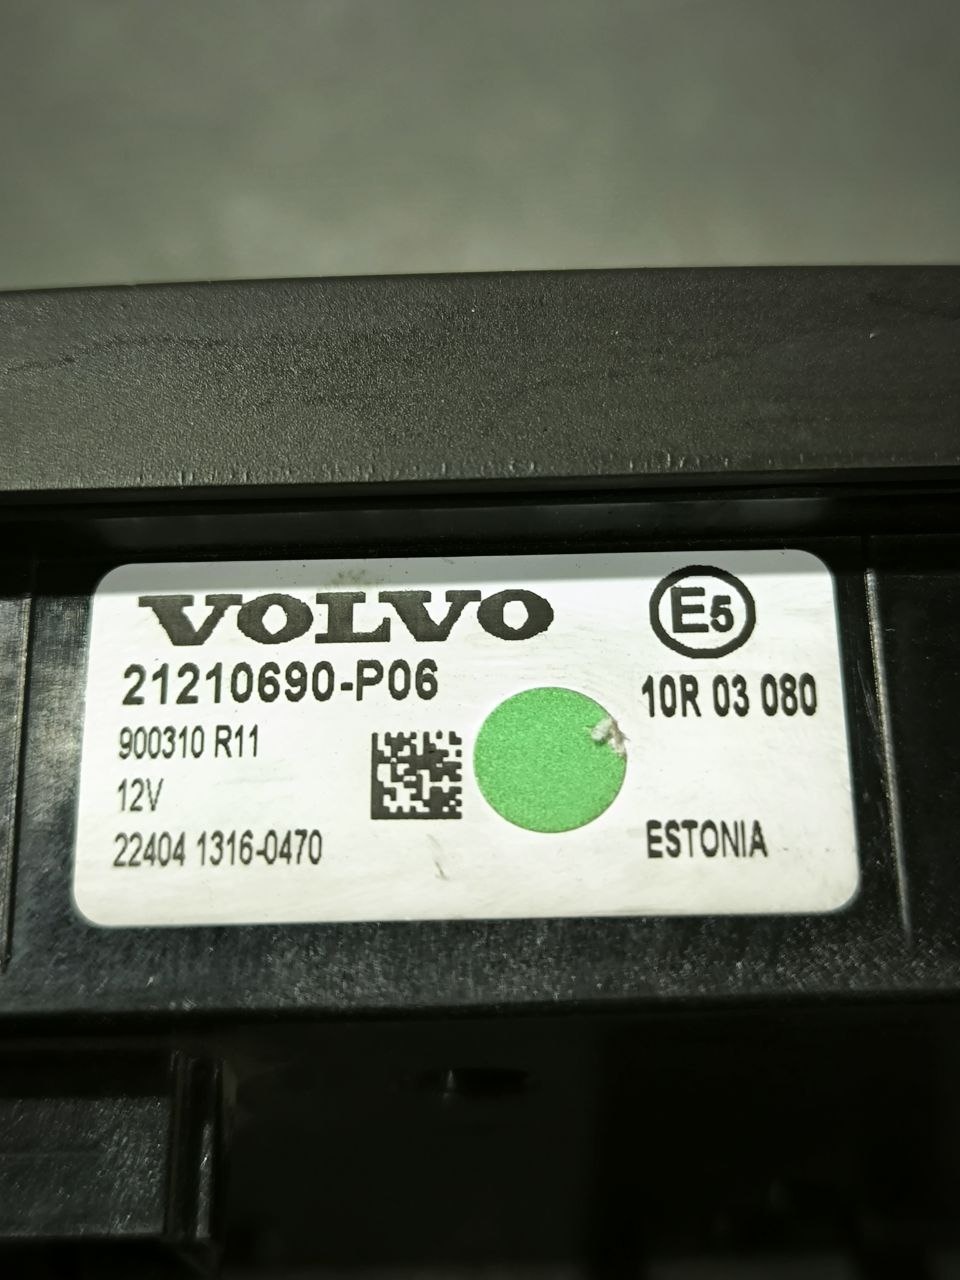 VOLVO
E5
21210690-P06
10R 03 080
900310 R11
12V
22404 1316-0470
ESTONIA